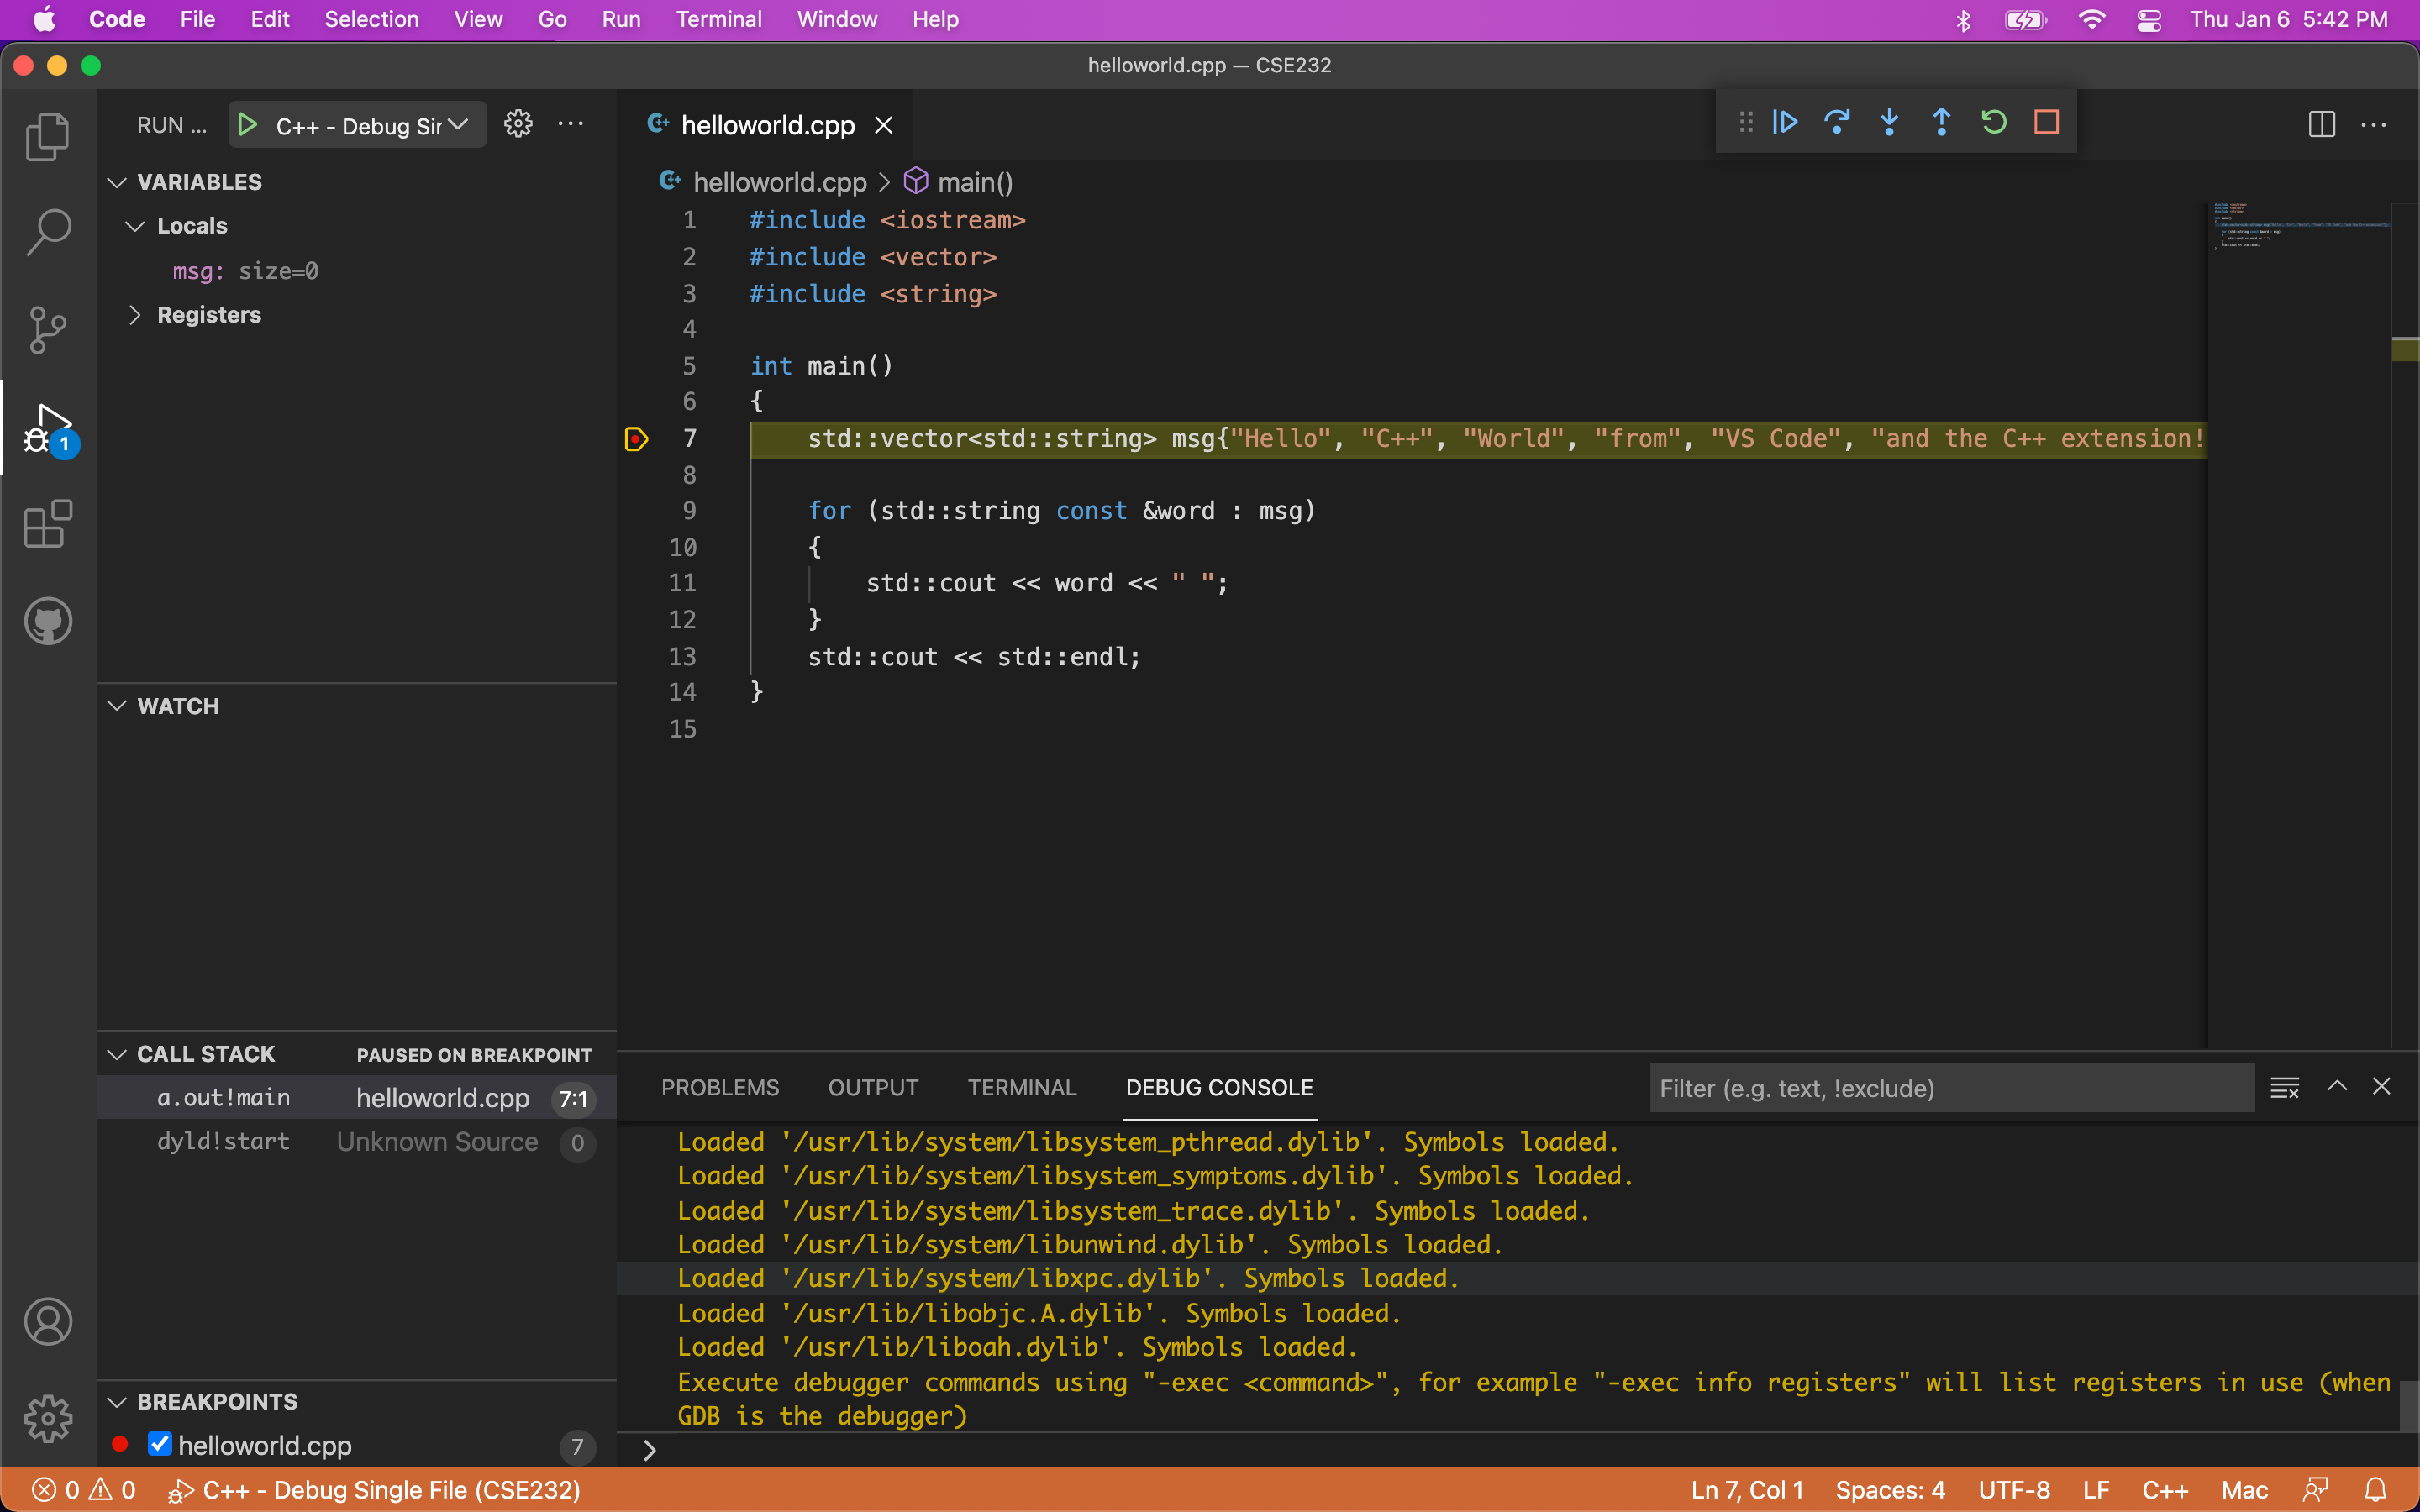 Code File Edit Selection View Go Run Terminal Window Help Thu Jan 6 5:42 PM
helloworld.cpp — CSE232
RUN ... C++ - Debug Sir
VARIABLES
Locals
msg: size=0
Registers
WATCH
CALL STACK PAUSED ON BREAKPOINT
a.out!main helloworld.cpp 7:1
dyld!start Unknown Source 0
BREAKPOINTS
helloworld.cpp 7
1
helloworld.cpp
helloworld.cpp > main()
1 #include <iostream>
2 #include <vector>
3 #include <string>
4
5 int main()
6 {
7 std::vector<std::string> msg{"Hello", "C++", "World", "from", "VS Code", "and the C++ extension!
8
9 for (std::string const &word : msg)
10 {
11 std::cout << word << " ";
12 }
13 std::cout << std::endl;
14 }
15
PROBLEMS OUTPUT TERMINAL DEBUG CONSOLE Filter (e.g. text, !exclude)
Loaded '/usr/lib/system/libsystem_pthread.dylib'. Symbols loaded.
Loaded '/usr/lib/system/libsystem_symptoms.dylib'. Symbols loaded.
Loaded '/usr/lib/system/libsystem_trace.dylib'. Symbols loaded.
Loaded '/usr/lib/system/libunwind.dylib'. Symbols loaded.
Loaded '/usr/lib/system/libxpc.dylib'. Symbols loaded.
Loaded '/usr/lib/libobjc.A.dylib'. Symbols loaded.
Loaded '/usr/lib/liboah.dylib'. Symbols loaded.
Execute debugger commands using "-exec <command>", for example "-exec info registers" will list registers in use (when
GDB is the debugger)
>
0 0 C++ - Debug Single File (CSE232) Ln 7, Col 1 Spaces: 4 UTF-8 LF C++ Mac